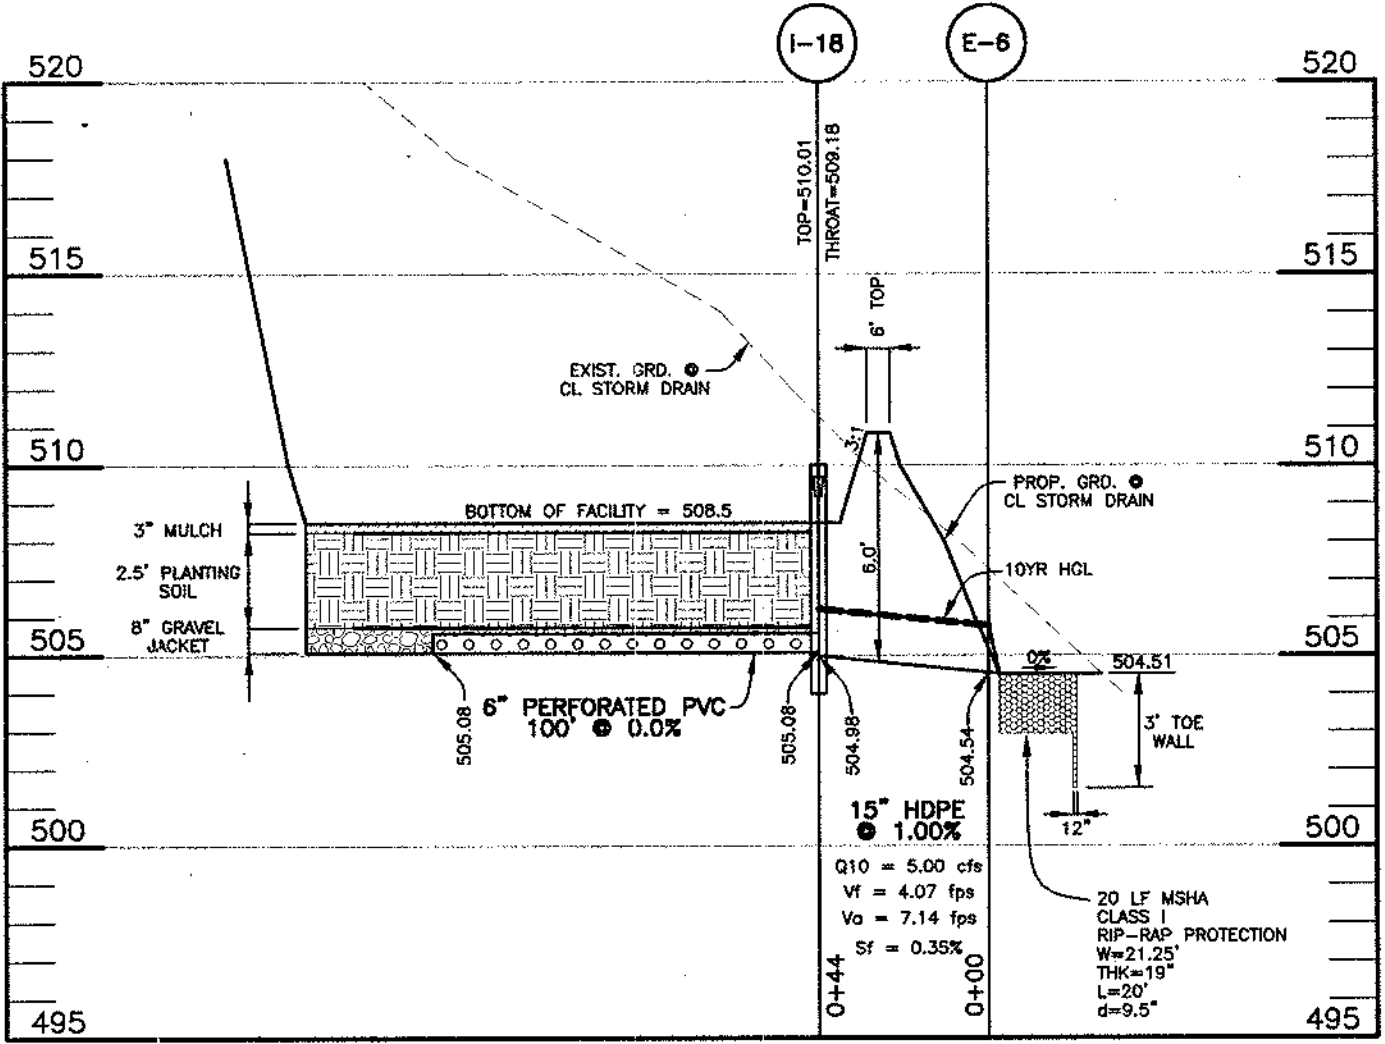 I-18
E-6
520
520
TOP=510.01
THROAT=509.18
515
515
6' TOP
EXIST. GRD. @
CL STORM DRAIN
3:1
510
510
PROP. GRD. @
CL STORM DRAIN
BOTTOM OF FACILITY = 508.5
3" MULCH
2.5' PLANTING
SOIL
6.0'
10YR HGL
8" GRAVEL
JACKET
505
505
0%
504.51
6" PERFORATED PVC
100' @ 0.0%
505.08
505.08
504.98
504.54
3' TOE
WALL
15" HDPE
@ 1.00%
12"
500
500
Q10 = 5.00 cfs
Vf = 4.07 fps
Va = 7.14 fps
Sf = 0.35%
20 LF MSHA
CLASS I
RIP-RAP PROTECTION
W=21.25'
THK=19"
L=20'
d=9.5"
0+44
0+00
495
495